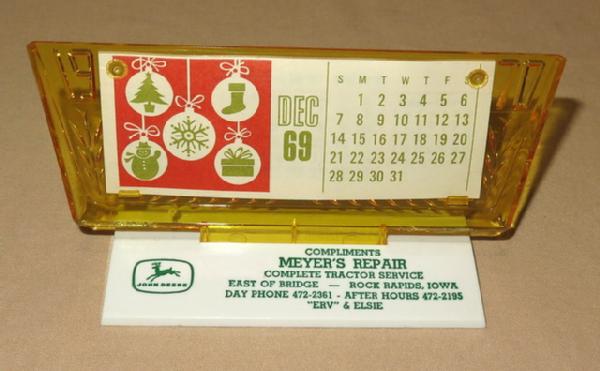 19 70
DEC
69
S M T W T F S
1 2 3 4 5 6
7 8 9 10 11 12 13
14 15 16 17 18 19 20
21 22 23 24 25 26 27
28 29 30 31
JOHN DEERE
COMPLIMENTS
MEYER'S REPAIR
COMPLETE TRACTOR SERVICE
EAST OF BRIDGE — ROCK RAPIDS, IOWA
DAY PHONE 472-2361 - AFTER HOURS 472-2195
"ERV" & ELSIE